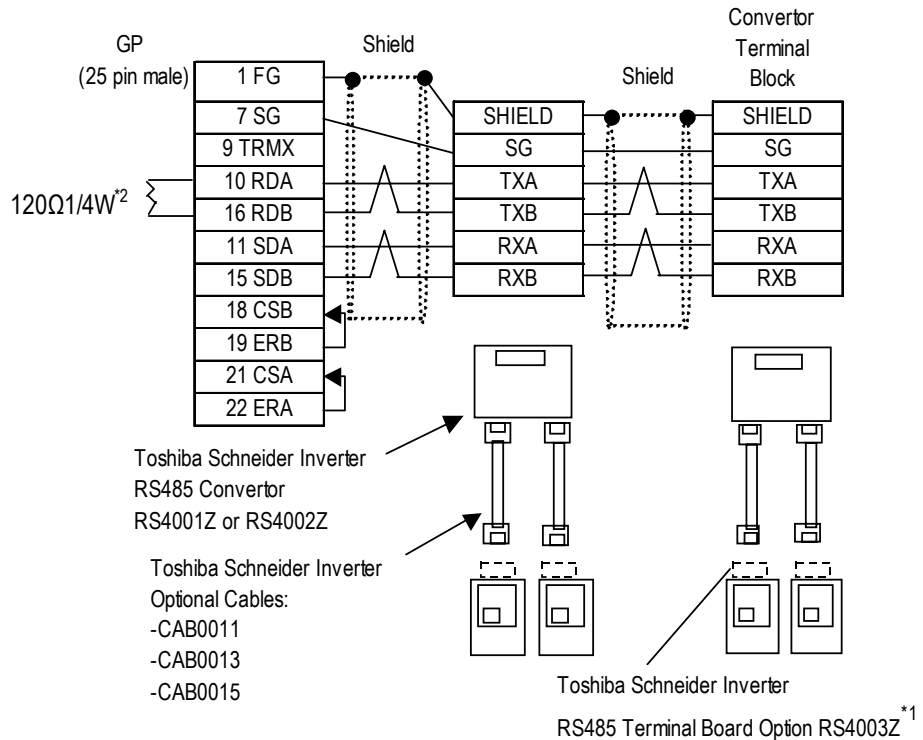 GP
(25 pin male)
Shield
Shield
Convertor
Terminal
Block
1 FG
7 SG
9 TRMX
10 RDA
16 RDB
11 SDA
15 SDB
18 CSB
19 ERB
21 CSA
22 ERA
120Ω1/4W*2
SHIELD
SG
TXA
TXB
RXA
RXB
SHIELD
SG
TXA
TXB
RXA
RXB
Toshiba Schneider Inverter
RS485 Convertor
RS4001Z or RS4002Z
Toshiba Schneider Inverter
Optional Cables:
-CAB0011
-CAB0013
-CAB0015
Toshiba Schneider Inverter
RS485 Terminal Board Option RS4003Z*1